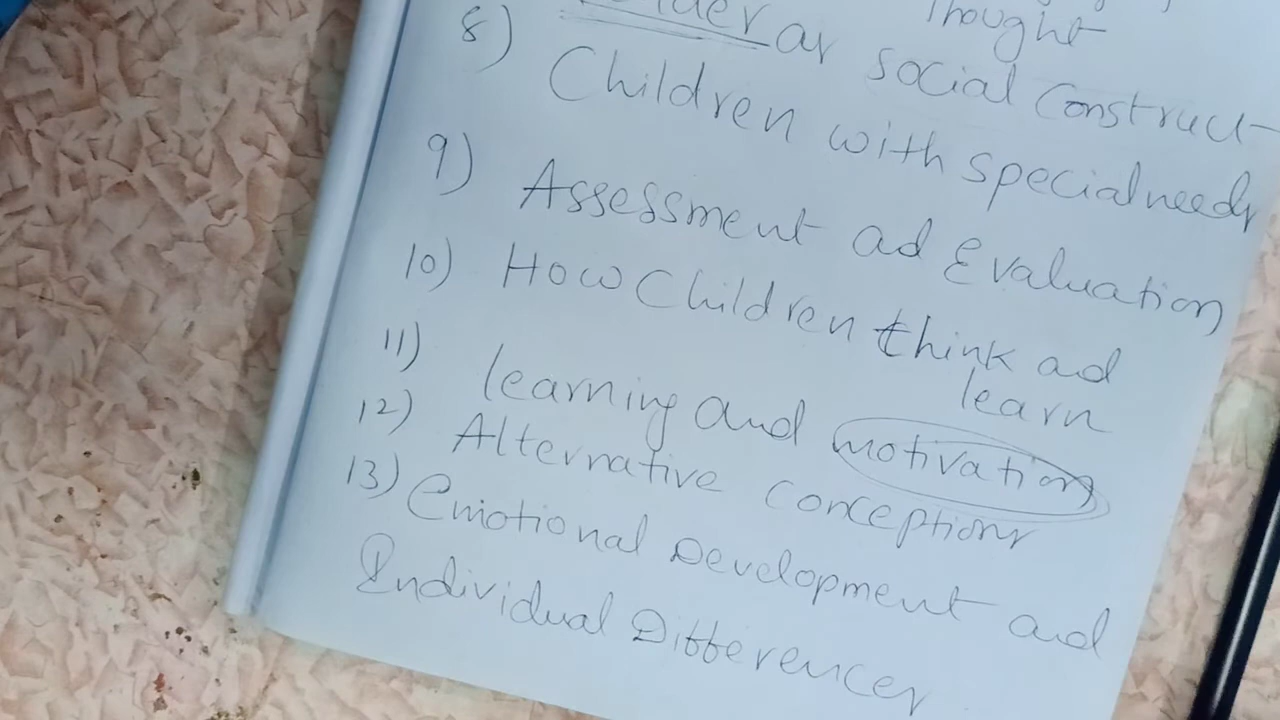 Thought
as social Construct
8) Children with special needs
9) Assessment ad Evaluation
10) How Children think ad
learn
11) learning and motivation
12) Alternative conceptions
13) Emotional Development and
Individual Differences